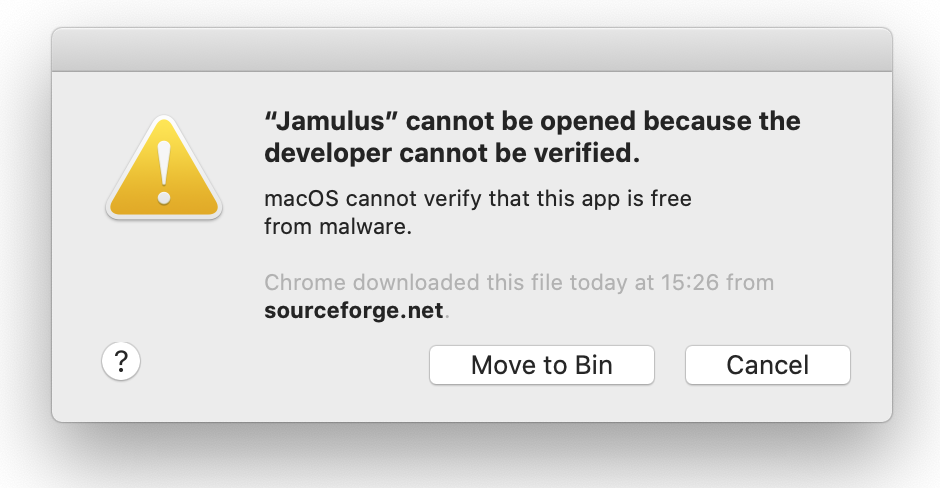 “Jamulus” cannot be opened because the
developer cannot be verified.
macOS cannot verify that this app is free
from malware.
Chrome downloaded this file today at 15:26 from
sourceforge.net.
?
Move to Bin
Cancel